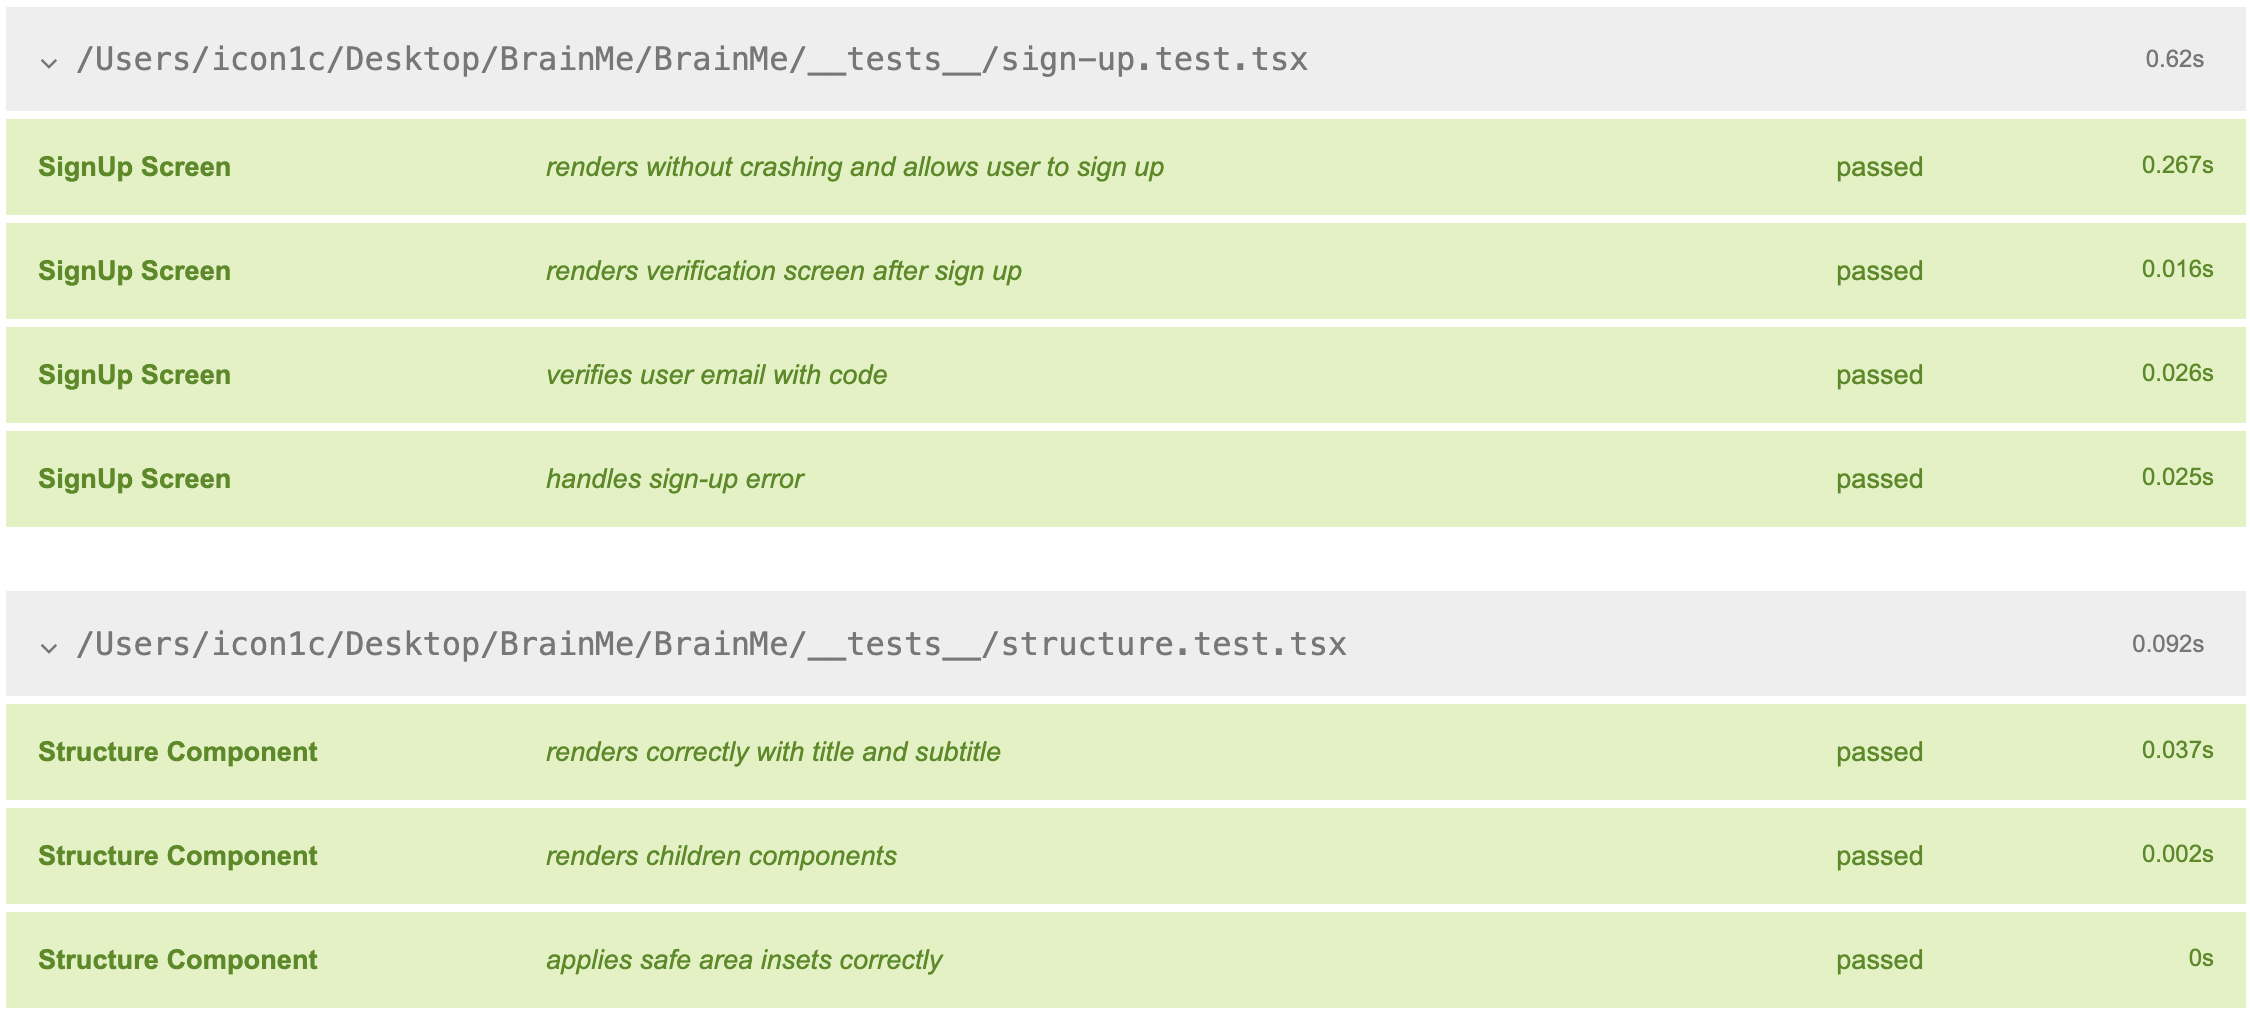 /Users/icon1c/Desktop/BrainMe/BrainMe/__tests__/sign-up.test.tsx 0.62s
SignUp Screen renders without crashing and allows user to sign up passed 0.267s
SignUp Screen renders verification screen after sign up passed 0.016s
SignUp Screen verifies user email with code passed 0.026s
SignUp Screen handles sign-up error passed 0.025s
/Users/icon1c/Desktop/BrainMe/BrainMe/__tests__/structure.test.tsx 0.092s
Structure Component renders correctly with title and subtitle passed 0.037s
Structure Component renders children components passed 0.002s
Structure Component applies safe area insets correctly passed 0s